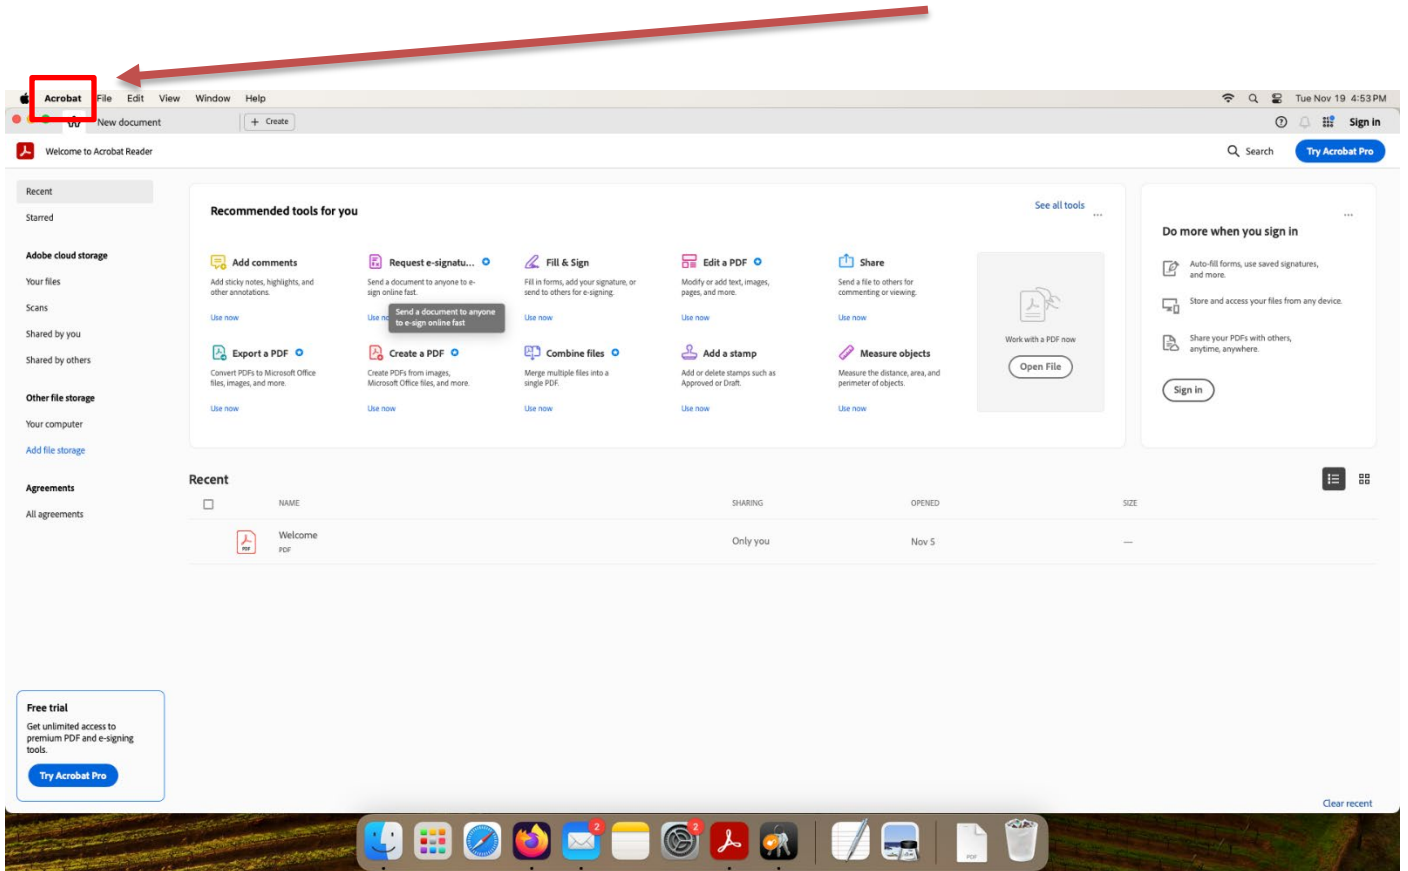 Acrobat File Edit View Window Help Tue Nov 19 4:53 PM
New document + Create Sign in
Welcome to Acrobat Reader Search Try Acrobat Pro
Recent
Starred
Adobe cloud storage
Your files
Scans
Shared by you
Shared by others
Other file storage
Your computer
Add file storage
Agreements
All agreements
Recommended tools for you See all tools ...
Add comments
Add sticky notes, highlights, and
other annotations.
Use now
Request e-signatu...
Send a document to anyone to e-
sign online fast.
Use no
Send a document to anyone
to e-sign online fast
Fill & Sign
Fill in forms, add your signature, or
send to others for e-signing.
Use now
Edit a PDF
Modify or add text, images,
pages, and more.
Use now
Share
Send a file to others for
commenting or viewing.
Use now
Export a PDF
Convert PDFs to Microsoft Office
files, images, and more.
Use now
Create a PDF
Create PDFs from images,
Microsoft Office files, and more.
Use now
Combine files
Merge multiple files into a
single PDF.
Use now
Add a stamp
Add or delete stamps such as
Approved or Draft.
Use now
Measure objects
Measure the distance, area, and
perimeter of objects.
Use now
Work with a PDF now
Open File
...
Do more when you sign in
Auto-fill forms, use saved signatures,
and more.
Store and access your files from any device.
Share your PDFs with others,
anytime, anywhere.
Sign in
Recent
NAME SHARING OPENED SIZE
Welcome Only you Nov 5 —
PDF
PDF
Free trial
Get unlimited access to
premium PDF and e-signing
tools.
Try Acrobat Pro
Clear recent
2
2
PDF